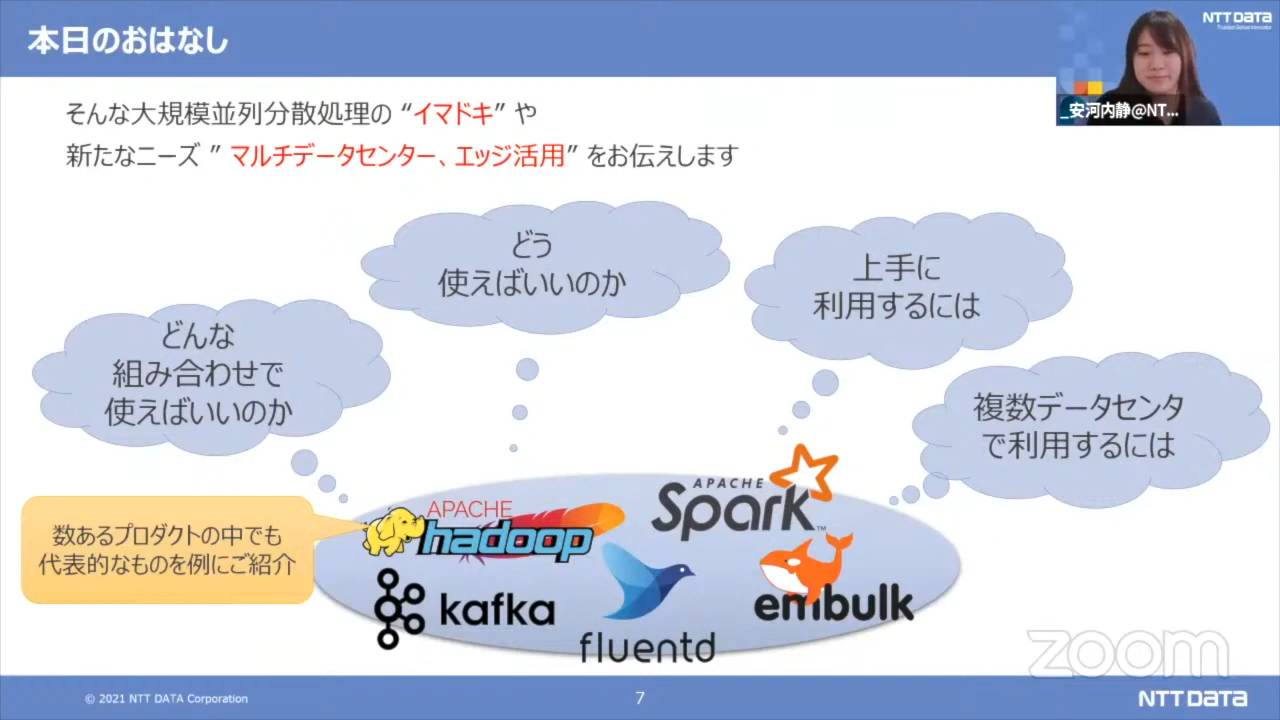 本日のおはなし
NTT DATA
Trusted Global Innovator
_安河内静@NT...
そんな大規模並列分散処理の “イマドキ” や
新たなニーズ ” マルチデータセンター、エッジ活用” をお伝えします
どう
使えばいいのか
上手に
利用するには
どんな
組み合わせで
使えばいいのか
複数データセンタ
で利用するには
数あるプロダクトの中でも
代表的なものを例にご紹介
APACHE
hadoop
APACHE
Spark™
kafka
fluentd
embulk
zoom
© 2021 NTT DATA Corporation
7
NTT DATA